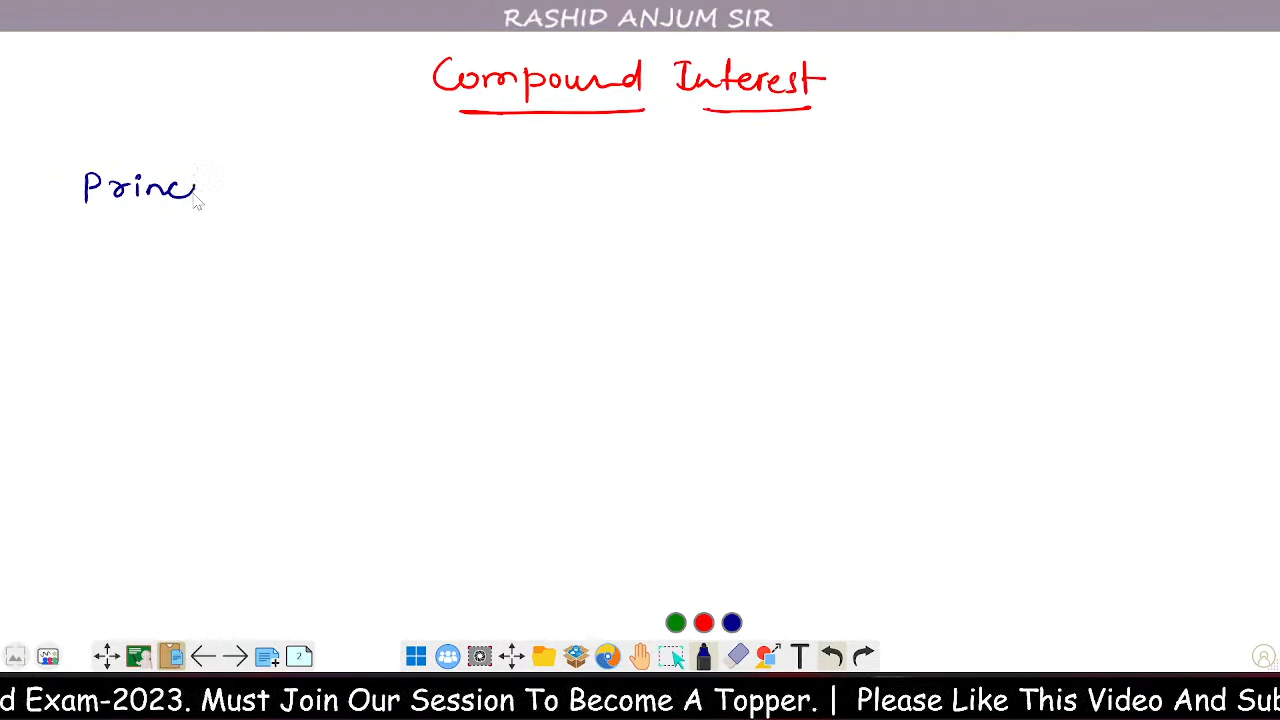 RASHID ANJUM SIR
Compound Interest
Princ
7
d Exam-2023. Must Join Our Session To Become A Topper. | Please Like This Video And Sub